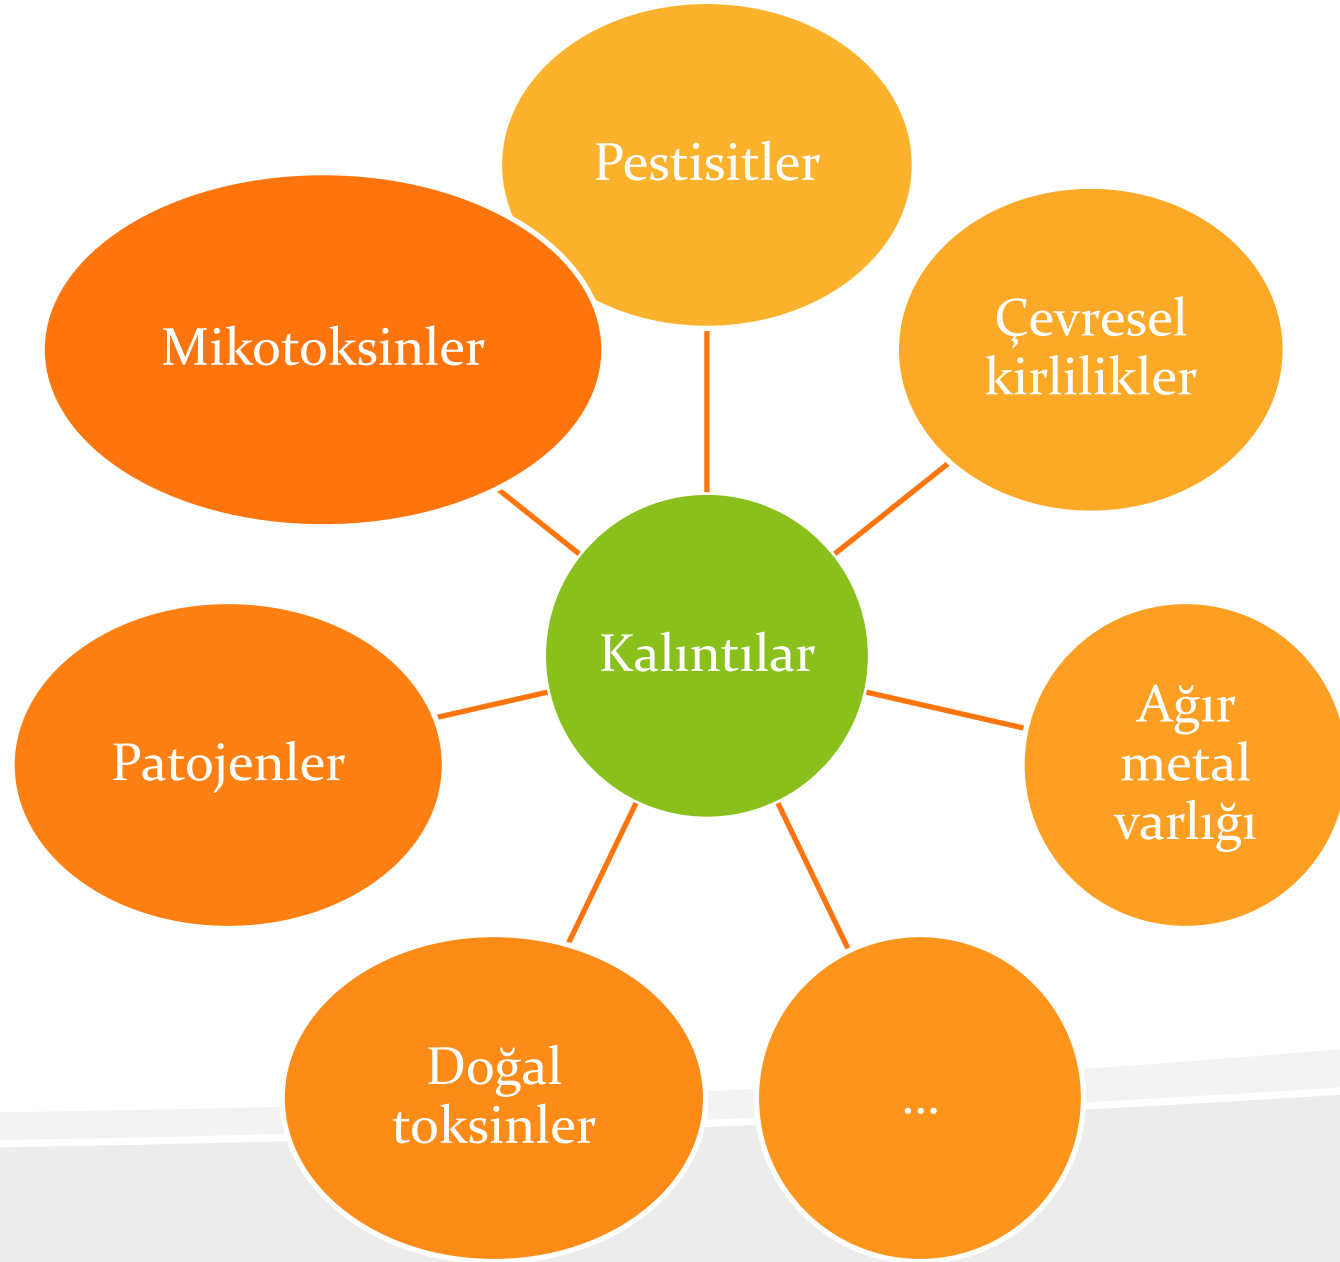 Pestisitler
Mikotoksinler
Çevresel
kirlilikler
Kalıntılar
Ağır
metal
varlığı
Patojenler
Doğal
toksinler
...